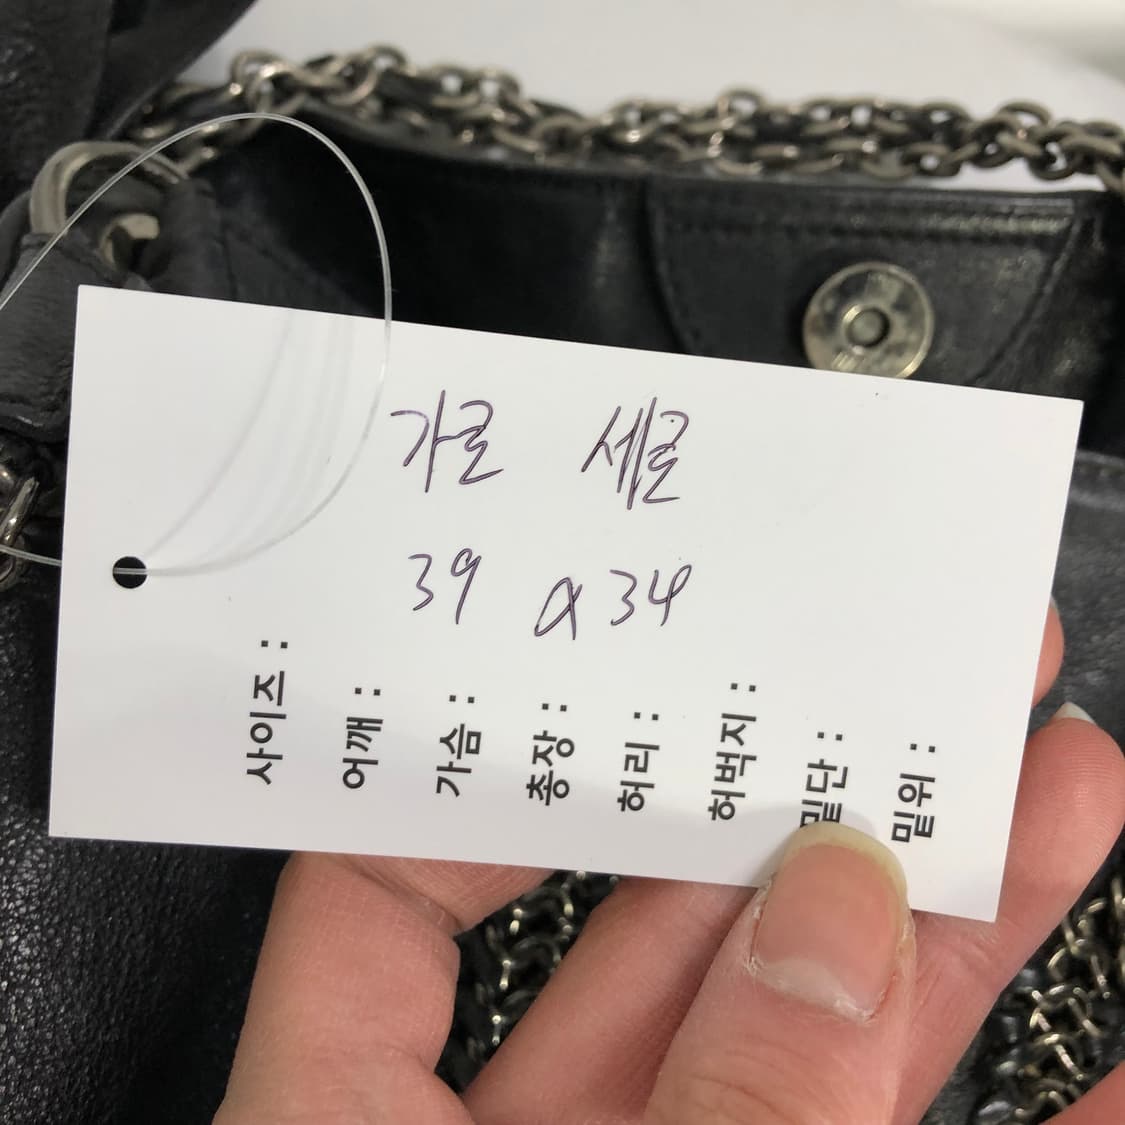 가로 세로
39 x 34
사이즈 :
어깨 :
가슴 :
총장 :
허리 :
허벅지 :
밑단 :
밑위 :